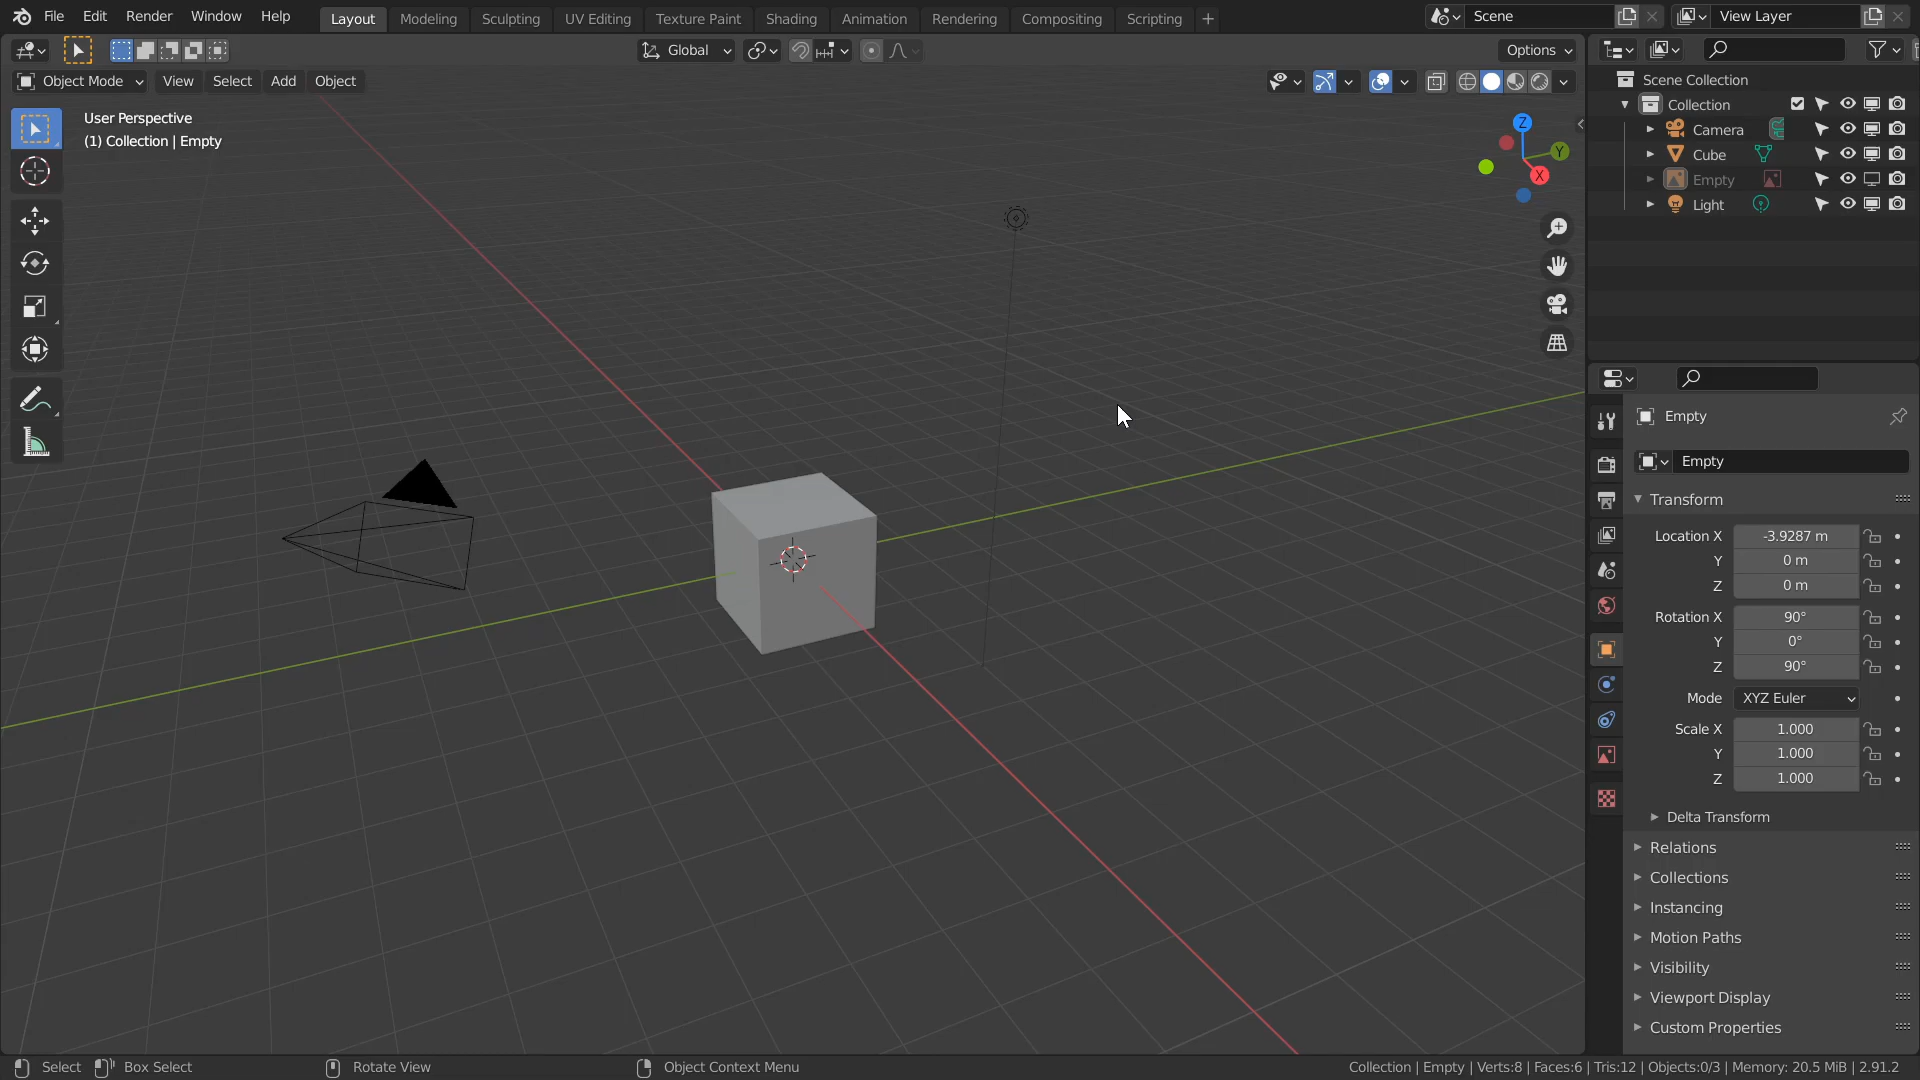 File Edit Render Window Help Layout Modeling Sculpting UV Editing Texture Paint Shading Animation Rendering Compositing Scripting + Scene View Layer
Global Options
Object Mode View Select Add Object
User Perspective
(1) Collection | Empty
Z
Y
X
Scene Collection
Collection
Camera
Cube
Empty
Light
Empty
Empty
Transform
Location X -3.9287 m
Y 0 m
Z 0 m
Rotation X 90°
Y 0°
Z 90°
Mode XYZ Euler
Scale X 1.000
Y 1.000
Z 1.000
Delta Transform
Relations
Collections
Instancing
Motion Paths
Visibility
Viewport Display
Custom Properties
Select Box Select Rotate View Object Context Menu Collection | Empty | Verts:8 | Faces:6 | Tris:12 | Objects:0/3 | Memory: 20.5 MiB | 2.91.2